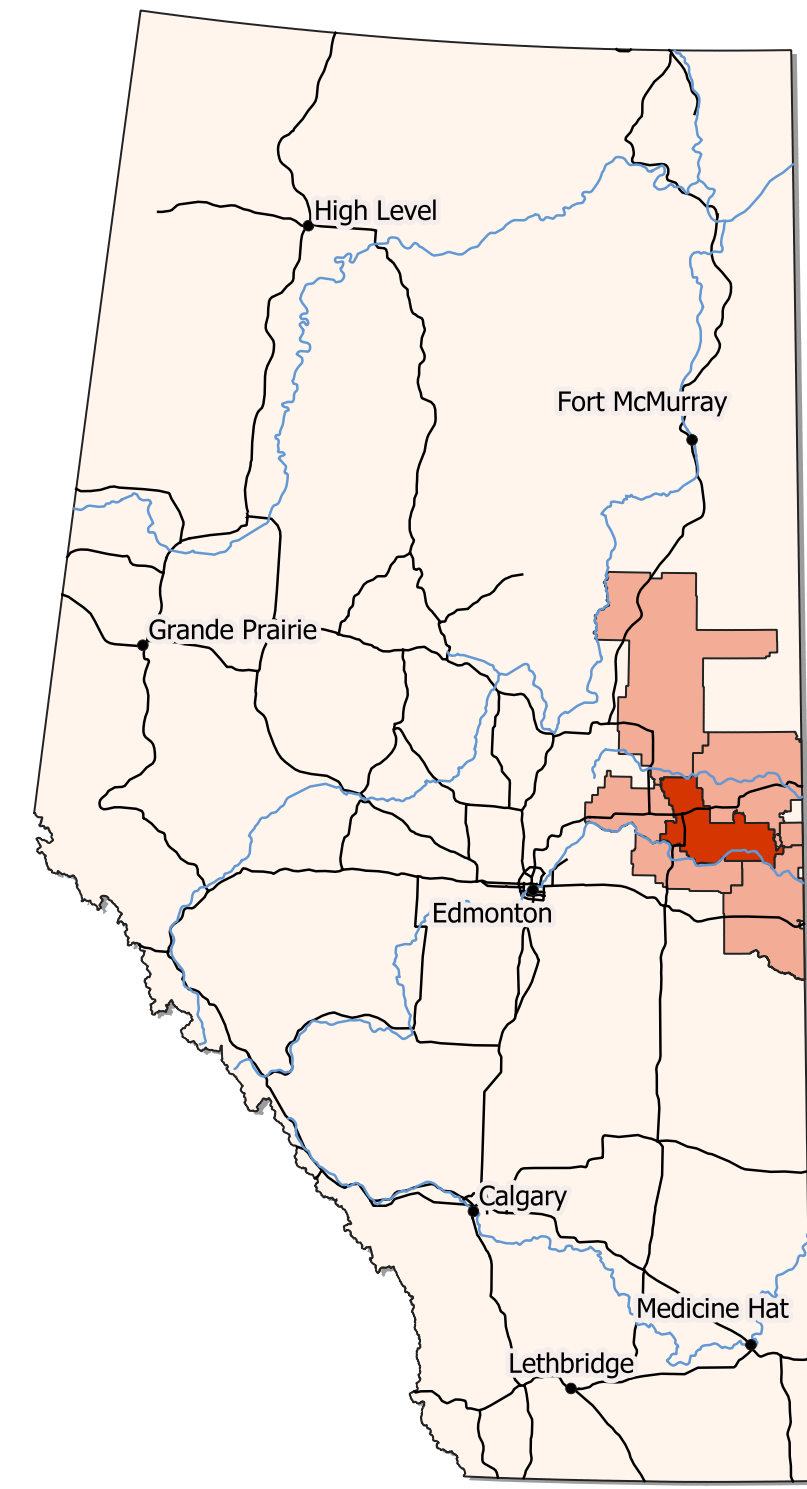 High Level
Fort McMurray
Grande Prairie
Edmonton
Calgary
Medicine Hat
Lethbridge